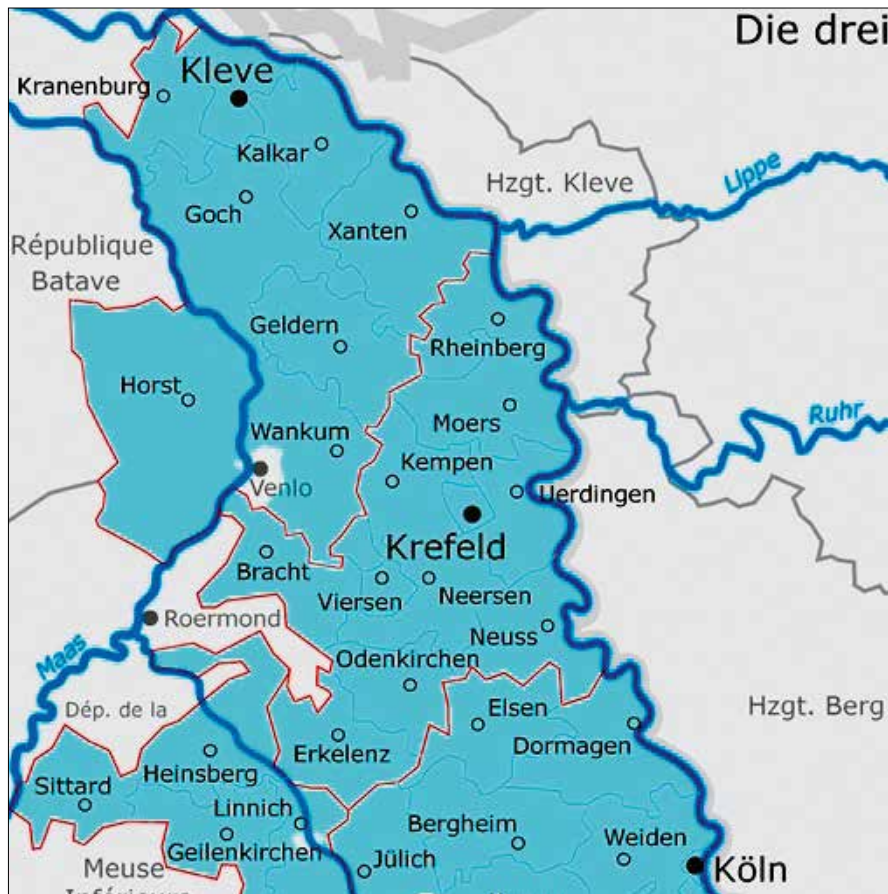 Die drei
Kleve
Kranenburg
Kalkar
Lippe
Hzgt. Kleve
Goch
Xanten
République
Batave
Geldern
Rheinberg
Horst
Moers
Ruhr
Wankum
Kempen
Venlo
Uerdingen
Krefeld
Bracht
Viersen
Neersen
Roermond
Neuss
Maas
Odenkirchen
Dép. de la
Elsen
Hzgt. Berg
Dormagen
Erkelenz
Heinsberg
Sittard
Linnich
Bergheim
Weiden
Geilenkirchen
Jülich
Köln
Meuse
Inférieure